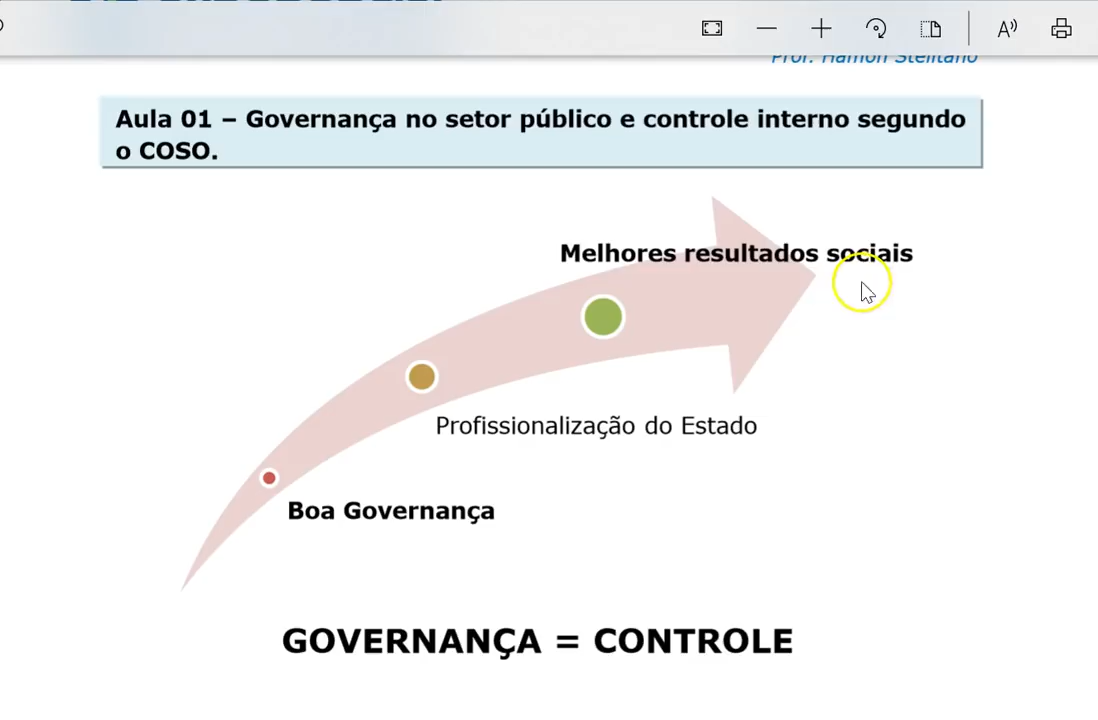 Prof. Hamon Stelitano
Aula 01 – Governança no setor público e controle interno segundo
o COSO.
Melhores resultados sociais
Profissionalização do Estado
Boa Governança
GOVERNANÇA = CONTROLE